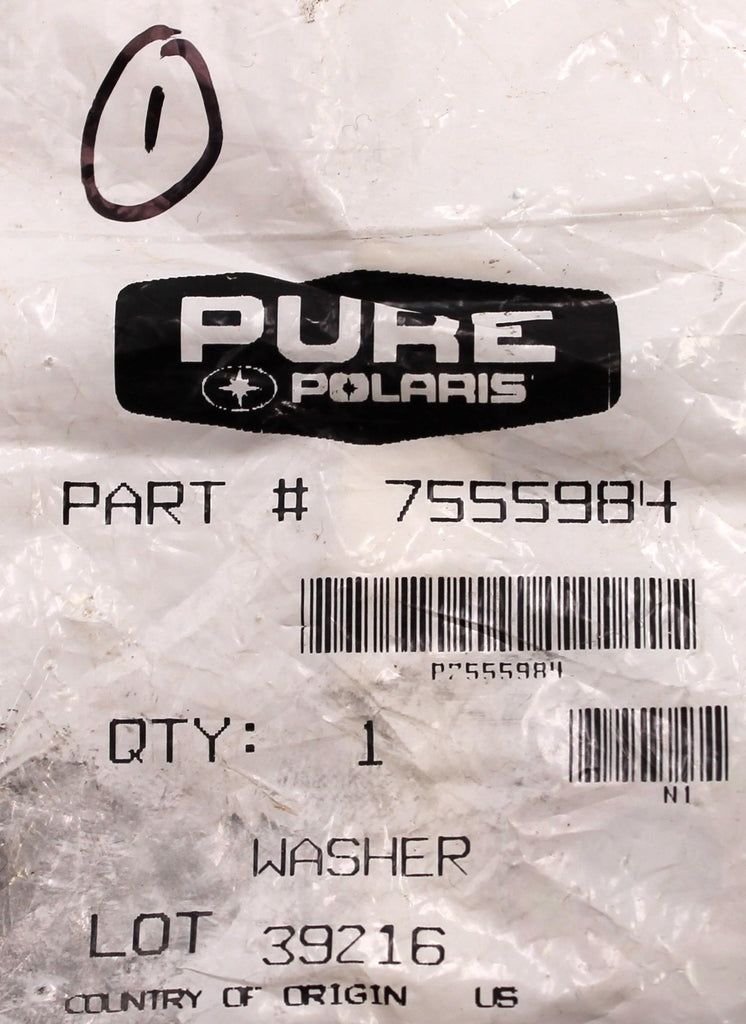 1
PURE
POLARIS
PART # 7555984
P7555984
QTY: 1
N1
WASHER
LOT 39216
COUNTRY OF ORIGIN US